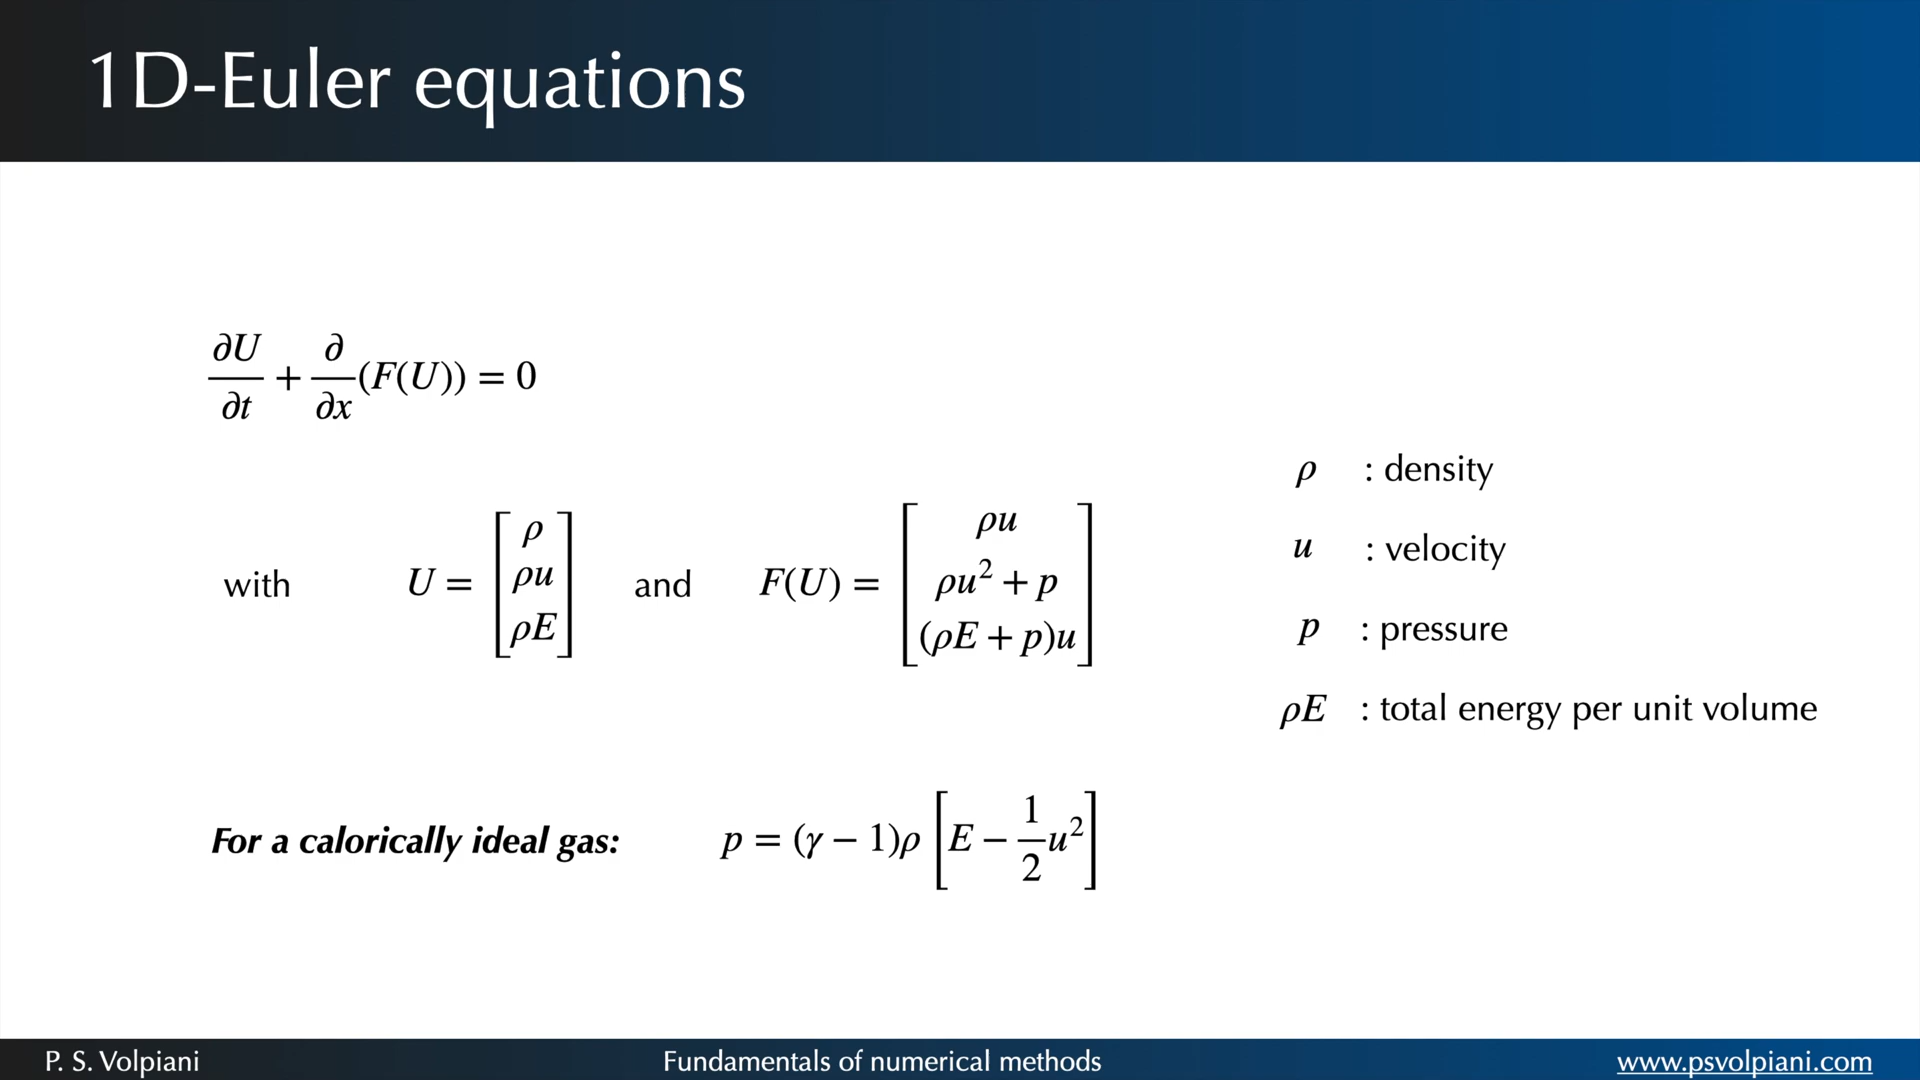 1D-Euler equations
∂U/∂t + ∂/∂x (F(U)) = 0
with U = [ρ ρu ρE] and F(U) = [ρu ρu² + p (ρE + p)u]
ρ : density
u : velocity
p : pressure
ρE : total energy per unit volume
For a calorically ideal gas: p = (γ − 1)ρ [E − 1/2 u²]
P. S. Volpiani Fundamentals of numerical methods www.psvolpiani.com